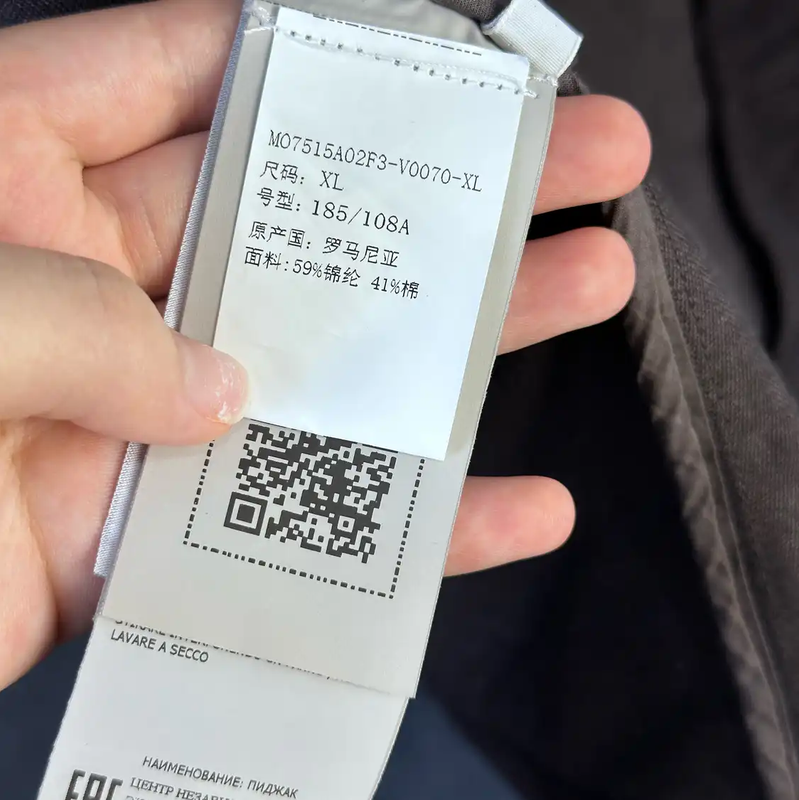 MO7515A02F3-V0070-XL
尺码: XL
号型: 185/108A
原产国: 罗马尼亚
面料:59%锦纶 41%棉
LAVARE A SECCO
НАИМЕНОВАНИЕ: ПИДЖАК
EAC ЦЕНТР